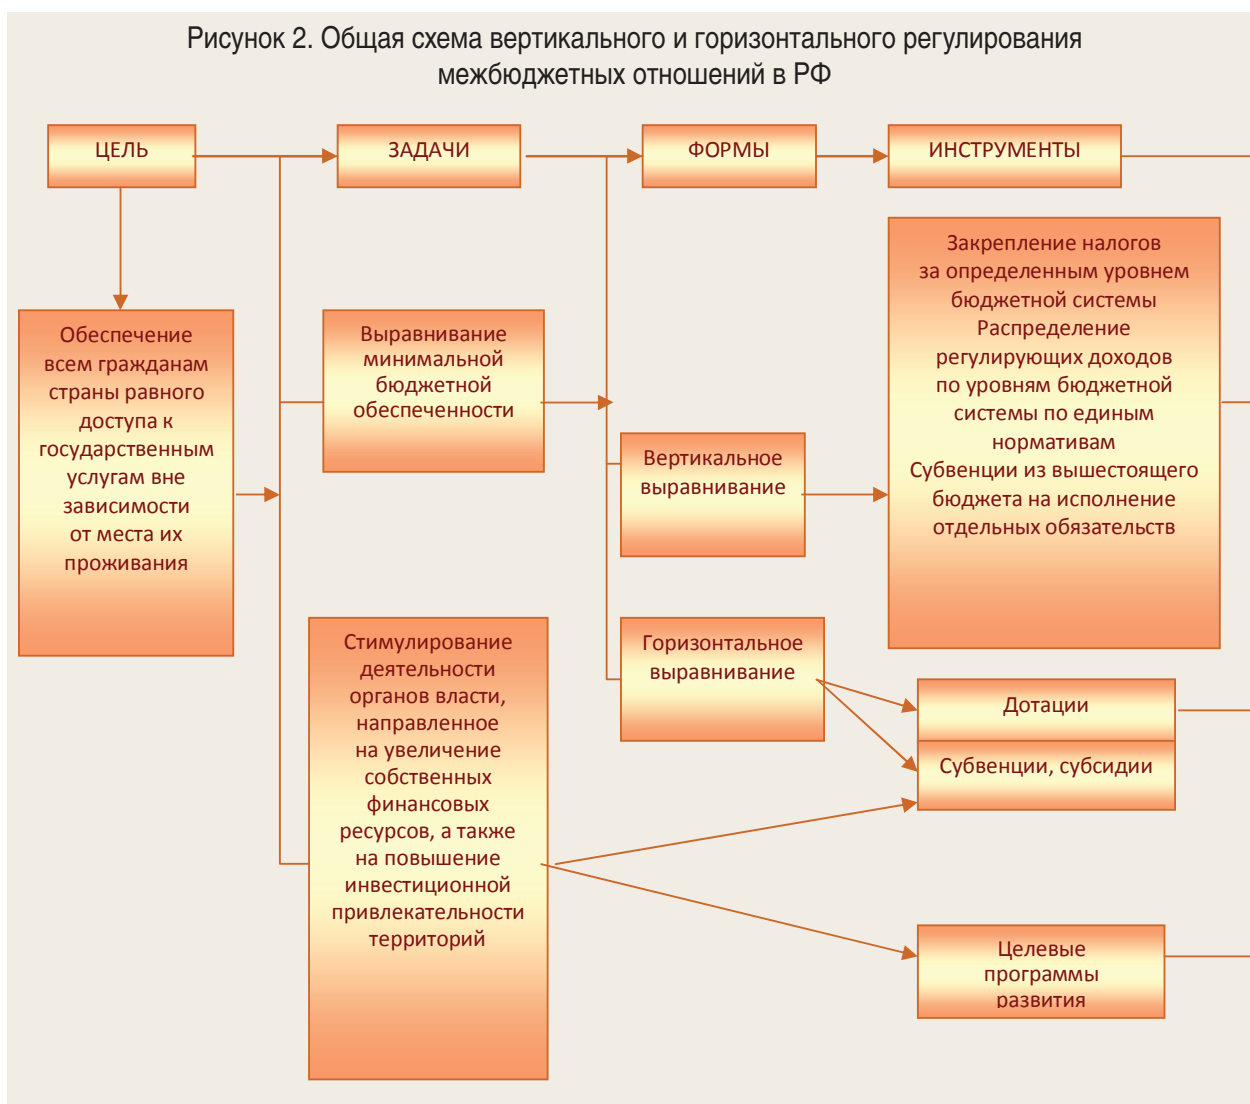 Рисунок 2. Общая схема вертикального и горизонтального регулирования
межбюджетных отношений в РФ
ЦЕЛЬ
ЗАДАЧИ
ФОРМЫ
ИНСТРУМЕНТЫ
Обеспечение
всем гражданам
страны равного
доступа к
государственным
услугам вне
зависимости
от места их
проживания
Выравнивание
минимальной
бюджетной
обеспеченности
Стимулирование
деятельности
органов власти,
направленное
на увеличение
собственных
финансовых
ресурсов, а также
на повышение
инвестиционной
привлекательности
территорий
Вертикальное
выравнивание
Горизонтальное
выравнивание
Закрепление налогов
за определенным уровнем
бюджетной системы
Распределение
регулирующих доходов
по уровням бюджетной
системы по единым
нормативам
Субвенции из вышестоящего
бюджета на исполнение
отдельных обязательств
Дотации
Субвенции, субсидии
Целевые
программы
развития